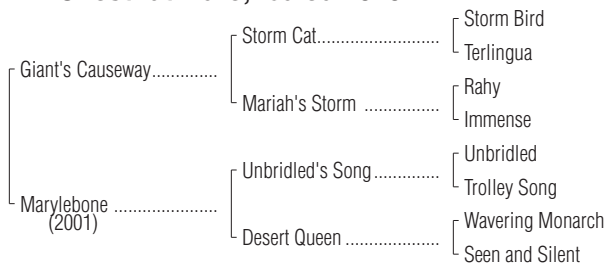 Storm Bird
Storm Cat..............................
Terlingua
Giant's Causeway..............
Rahy
Mariah's Storm ................
Immense
Unbridled
Unbridled's Song................
Trolley Song
Marylebone ......................
(2001)
Wavering Monarch
Desert Queen ....................
Seen and Silent